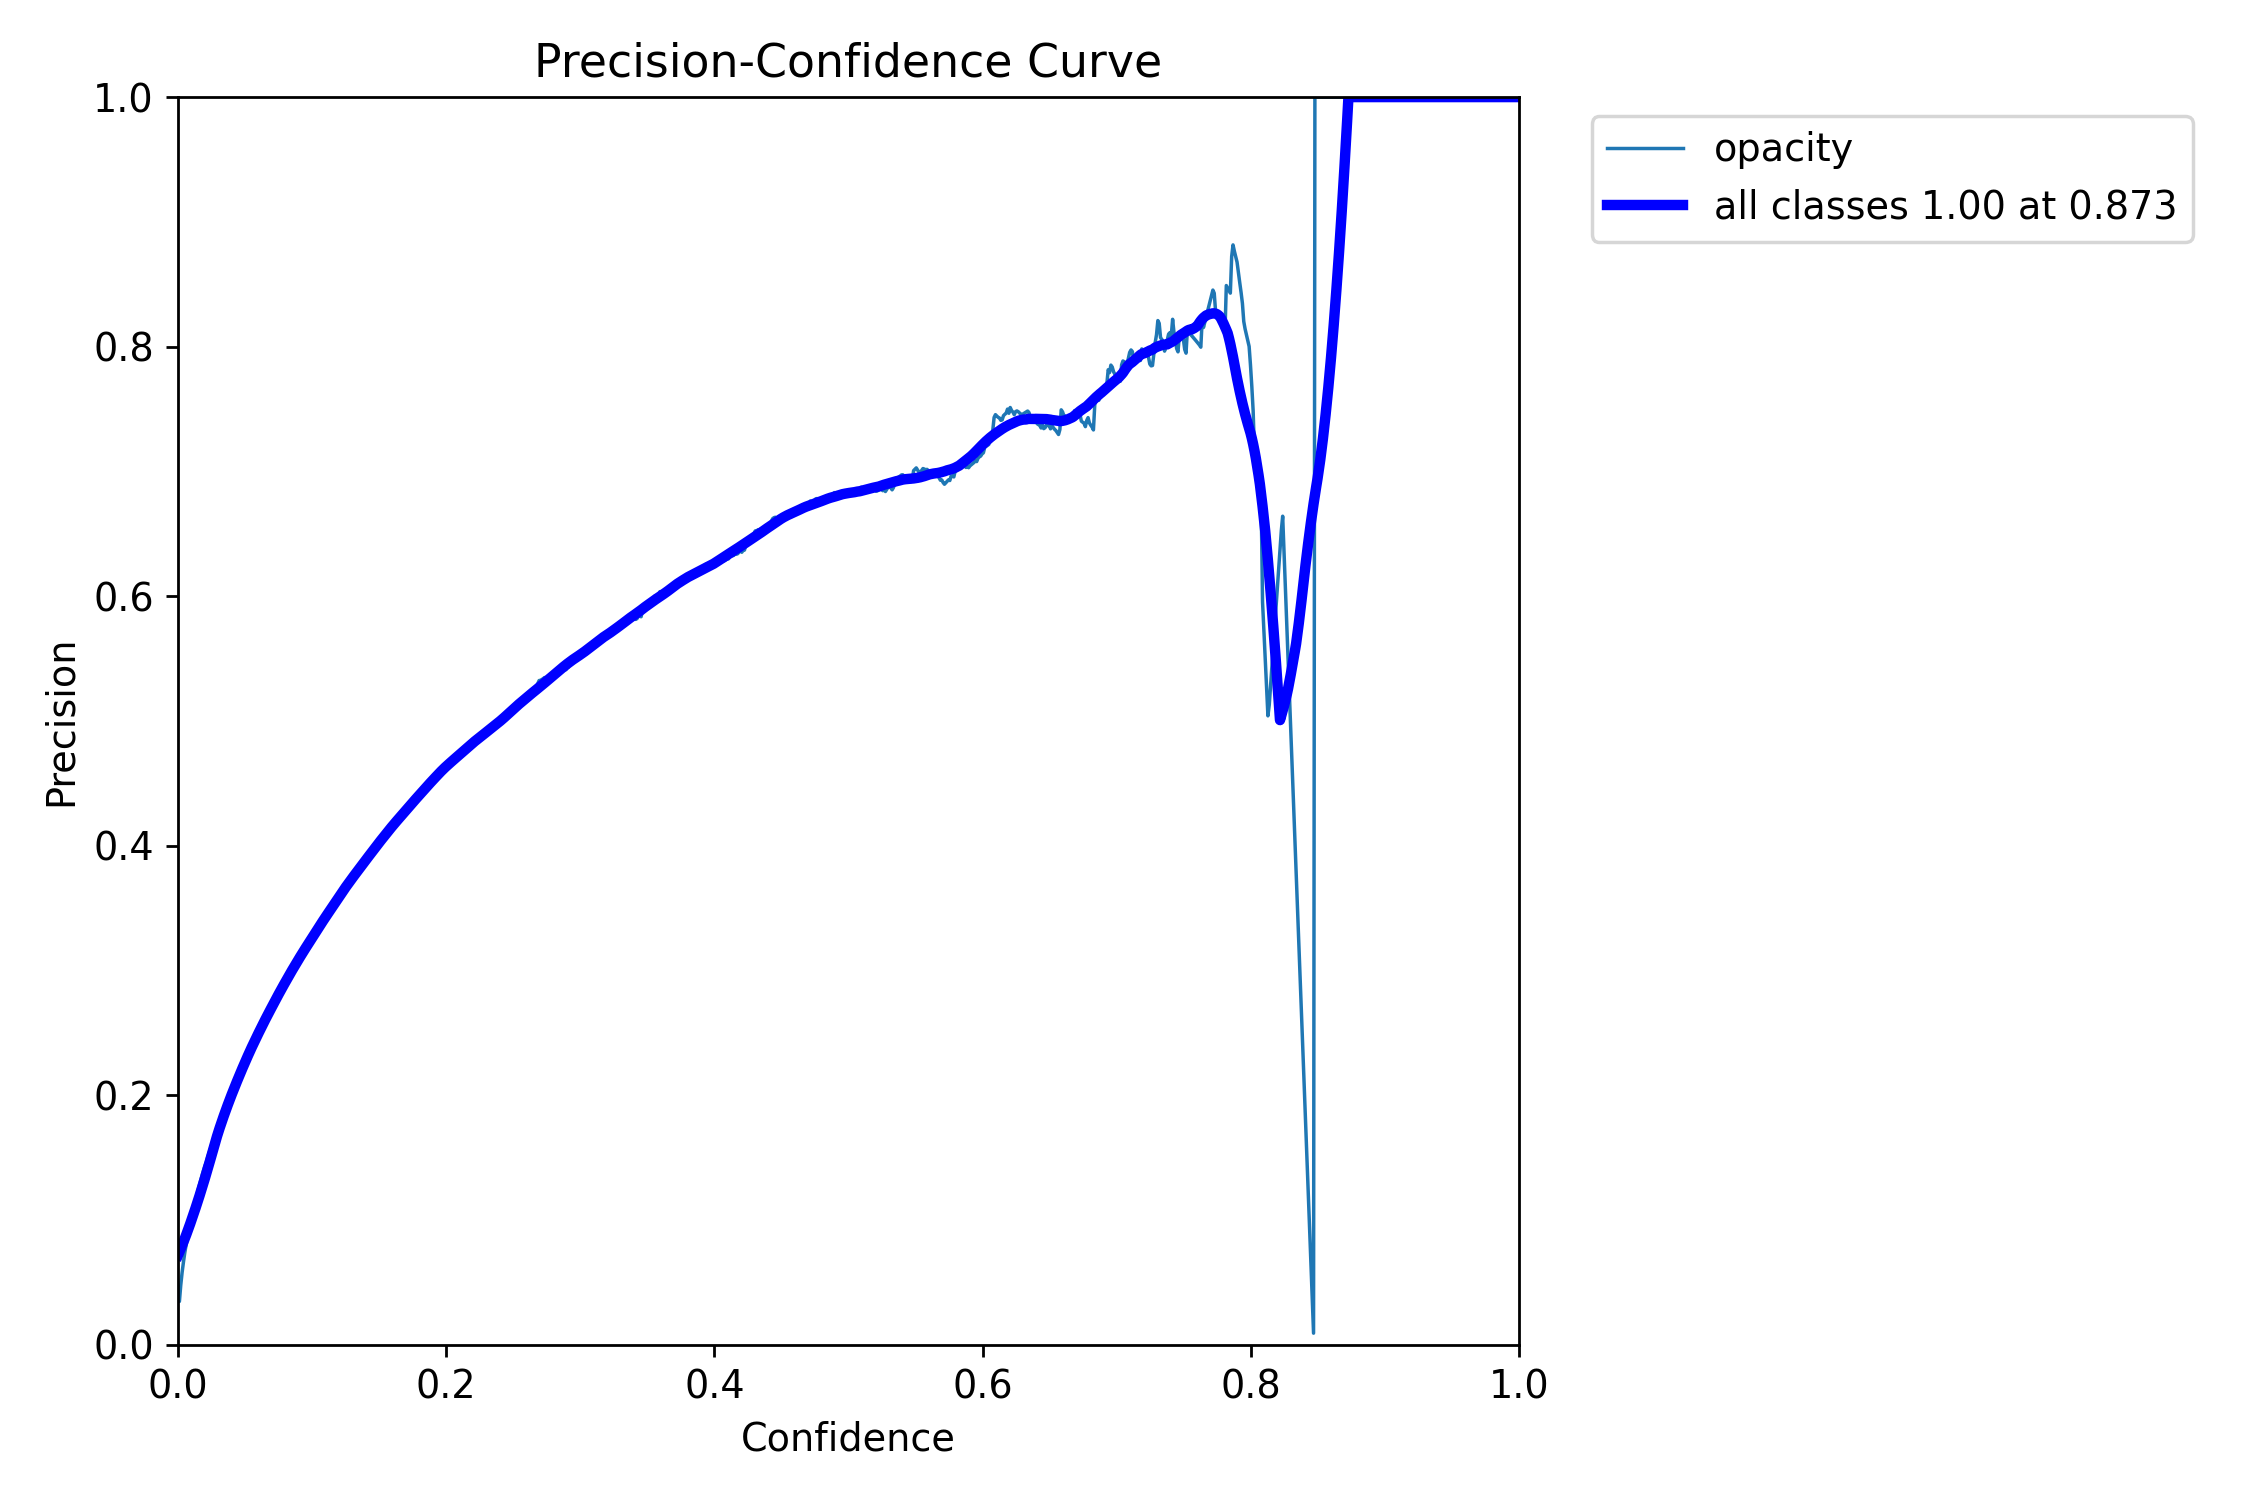 Precision-Confidence Curve
1.0
0.8
0.6
0.4
0.2
0.0
Precision
0.0 0.2 0.4 0.6 0.8 1.0
Confidence
opacity
all classes 1.00 at 0.873